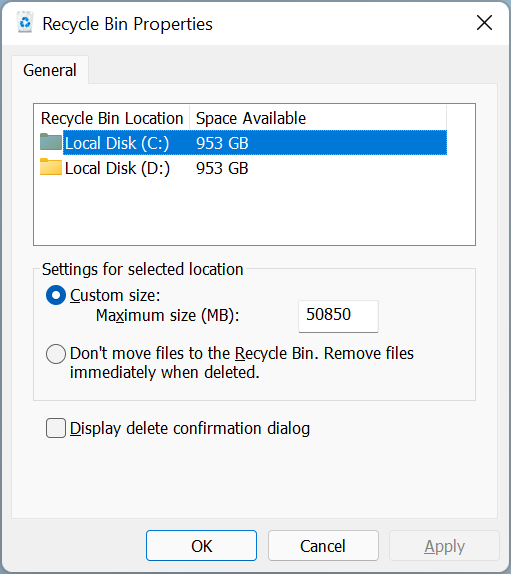 Recycle Bin Properties
General
Recycle Bin Location Space Available
Local Disk (C:) 953 GB
Local Disk (D:) 953 GB
Settings for selected location
Custom size:
Maximum size (MB): 50850
Don't move files to the Recycle Bin. Remove files
immediately when deleted.
Display delete confirmation dialog
OK Cancel Apply